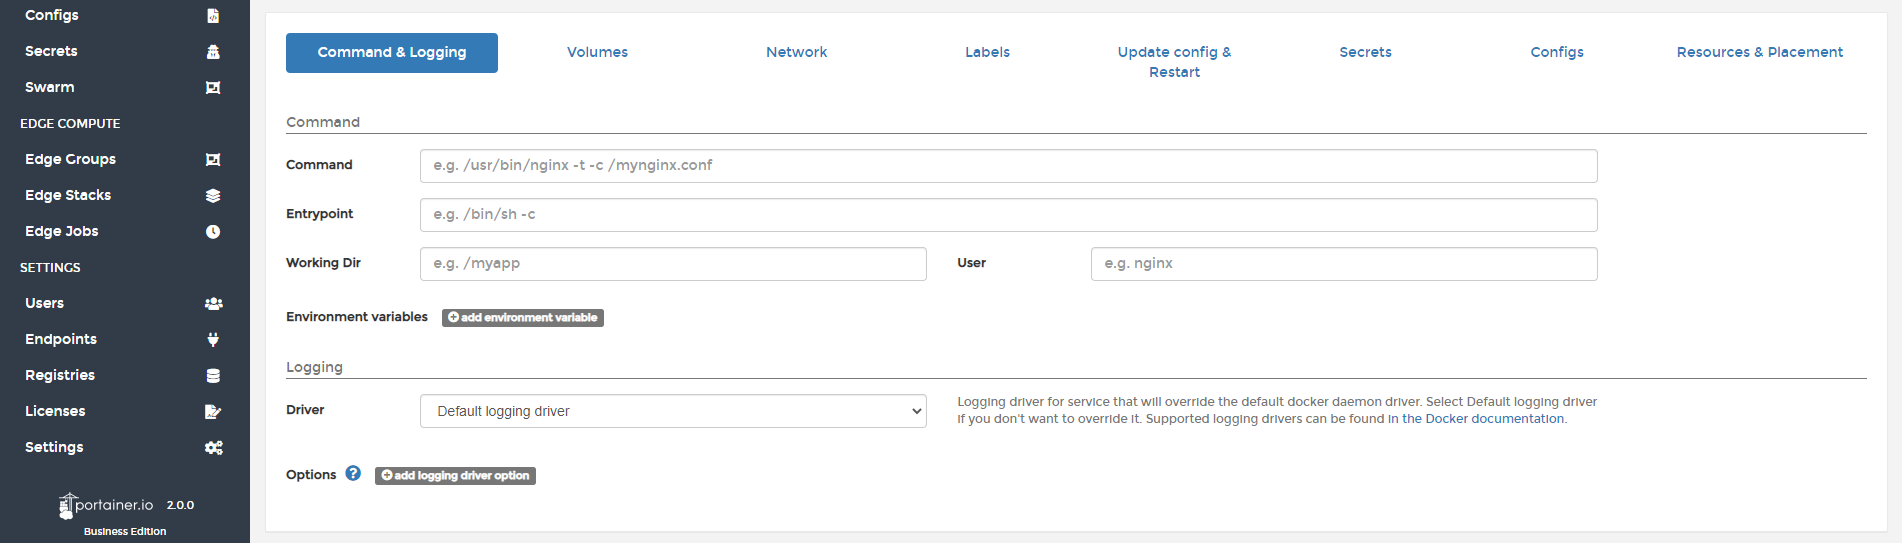 Configs
Secrets
Swarm
EDGE COMPUTE
Edge Groups
Edge Stacks
Edge Jobs
SETTINGS
Users
Endpoints
Registries
Licenses
Settings
portainer.io 2.0.0
Business Edition
Command & Logging Volumes Network Labels Update config & Restart Secrets Configs Resources & Placement
Command
Command e.g. /usr/bin/nginx -t -c /mynginx.conf
Entrypoint e.g. /bin/sh -c
Working Dir e.g. /myapp User e.g. nginx
Environment variables add environment variable
Logging
Driver Default logging driver
Logging driver for service that will override the default docker daemon driver. Select Default logging driver
if you don't want to override it. Supported logging drivers can be found in the Docker documentation.
Options add logging driver option